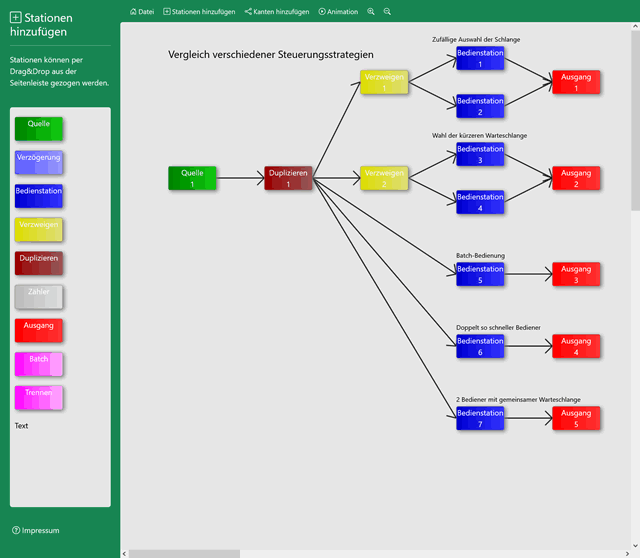 Stationen
hinzufügen
Stationen können per
Drag&Drop aus der
Seitenleiste gezogen werden.
Quelle
Verzögerung
Bedienstation
Verzweigen
Duplizieren
Zähler
Ausgang
Batch
Trennen
Text
Impressum
Datei
Stationen hinzufügen
Kanten hinzufügen
Animation
Vergleich verschiedener Steuerungsstrategien
Zufällige Auswahl der Schlange
Bedienstation
1
Verzweigen
1
Ausgang
1
Bedienstation
2
Wahl der kürzeren Warteschlange
Bedienstation
3
Quelle
1
Duplizieren
1
Verzweigen
2
Ausgang
2
Bedienstation
4
Batch-Bedienung
Bedienstation
5
Ausgang
3
Doppelt so schneller Bediener
Bedienstation
6
Ausgang
4
2 Bediener mit gemeinsamer Warteschlange
Bedienstation
7
Ausgang
5